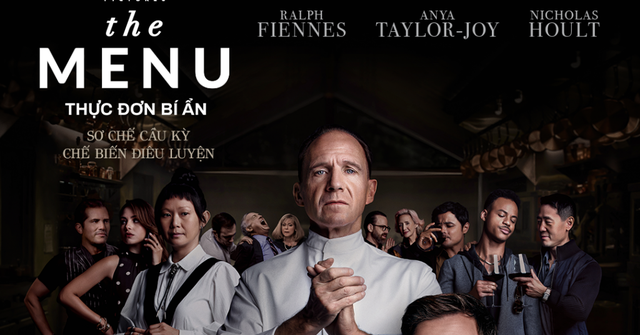 the
MENU
THỰC ĐƠN BÍ ẨN
SƠ CHẾ CẦU KỲ
CHẾ BIẾN ĐIÊU LUYỆN
RALPH
FIENNES
ANYA
TAYLOR-JOY
NICHOLAS
HOULT